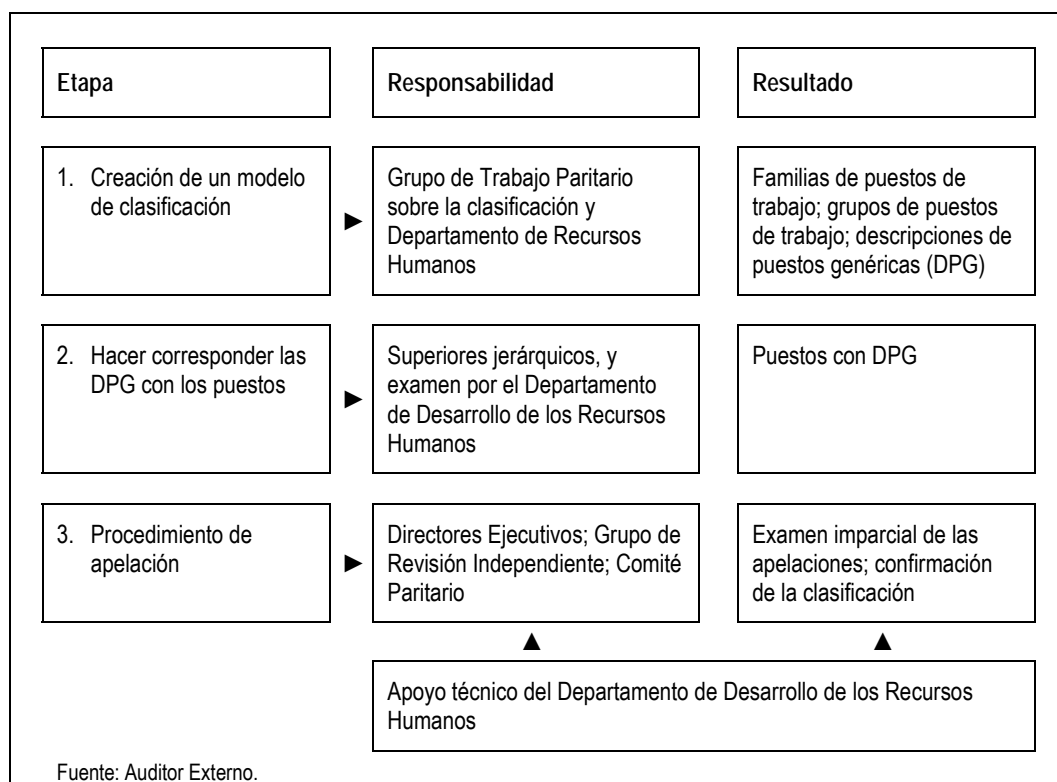 Etapa
Responsabilidad
Resultado
1. Creación de un modelo
de clasificación
►
Grupo de Trabajo Paritario
sobre la clasificación y
Departamento de Recursos
Humanos
Familias de puestos de
trabajo; grupos de puestos
de trabajo; descripciones de
puestos genéricas (DPG)
2. Hacer corresponder las
DPG con los puestos
►
Superiores jerárquicos, y
examen por el Departamento
de Desarrollo de los Recursos
Humanos
Puestos con DPG
3. Procedimiento de
apelación
►
Directores Ejecutivos; Grupo de
Revisión Independiente; Comité
Paritario
Examen imparcial de las
apelaciones; confirmación
de la clasificación
▲ ▲
Apoyo técnico del Departamento de Desarrollo de los Recursos
Humanos
Fuente: Auditor Externo.